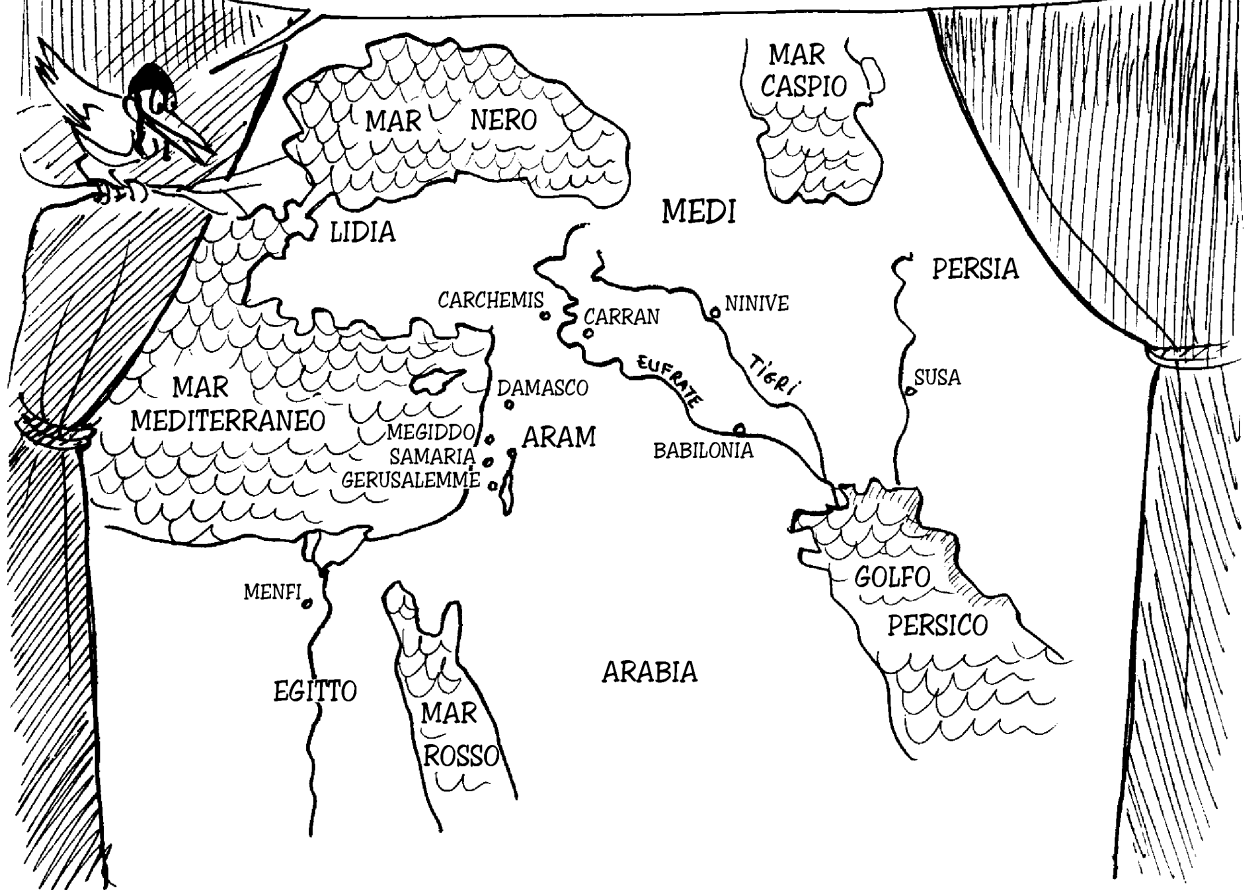 MAR
CASPIO
MAR NERO
MEDI
LIDIA
PERSIA
CARCHEMIS
NINIVE
CARRAN
EUFRATE
TIGRI
SUSA
MAR
MEDITERRANEO
DAMASCO
MEGIDDO
ARAM
SAMARIA
BABILONIA
GERUSALEMME
GOLFO
PERSICO
MENFI
ARABIA
EGITTO
MAR
ROSSO